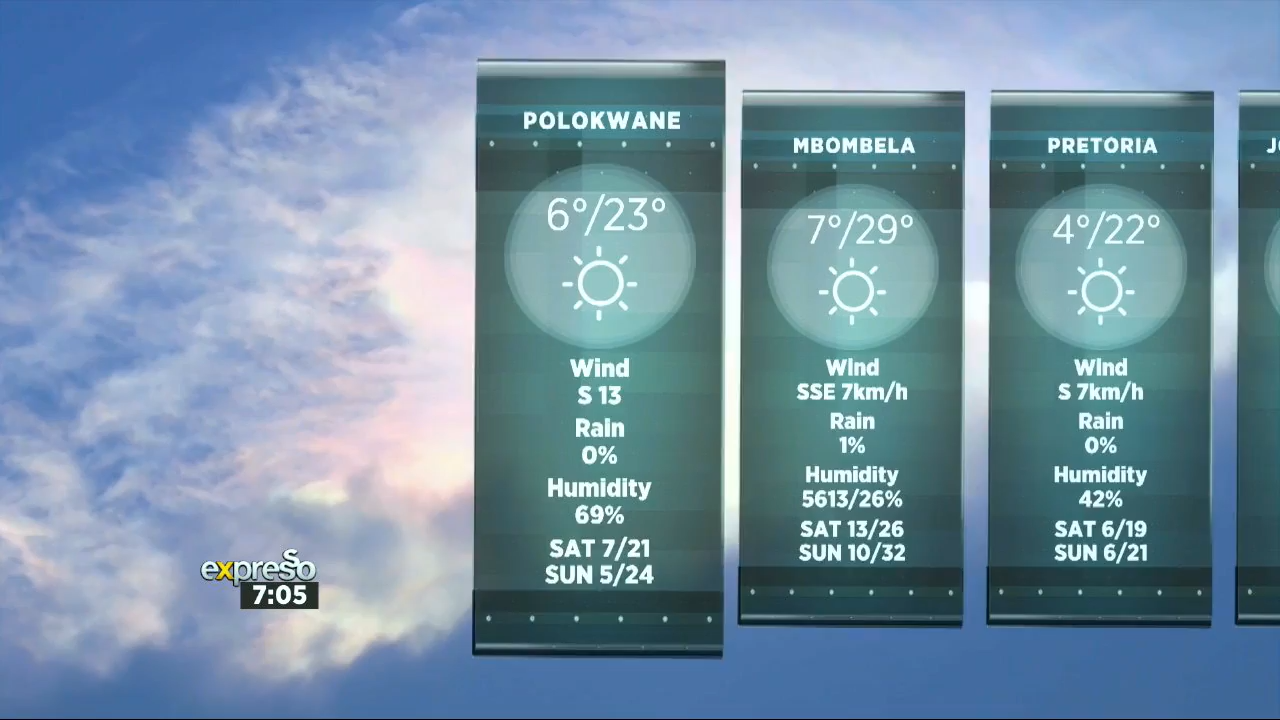 POLOKWANE
6°/23°
Wind
S 13
Rain
0%
Humidity
69%
SAT 7/21
SUN 5/24
MBOMBELA
7°/29°
Wind
SSE 7km/h
Rain
1%
Humidity
5613/26%
SAT 13/26
SUN 10/32
PRETORIA
4°/22°
Wind
S 7km/h
Rain
0%
Humidity
42%
SAT 6/19
SUN 6/21
expresso
7:05